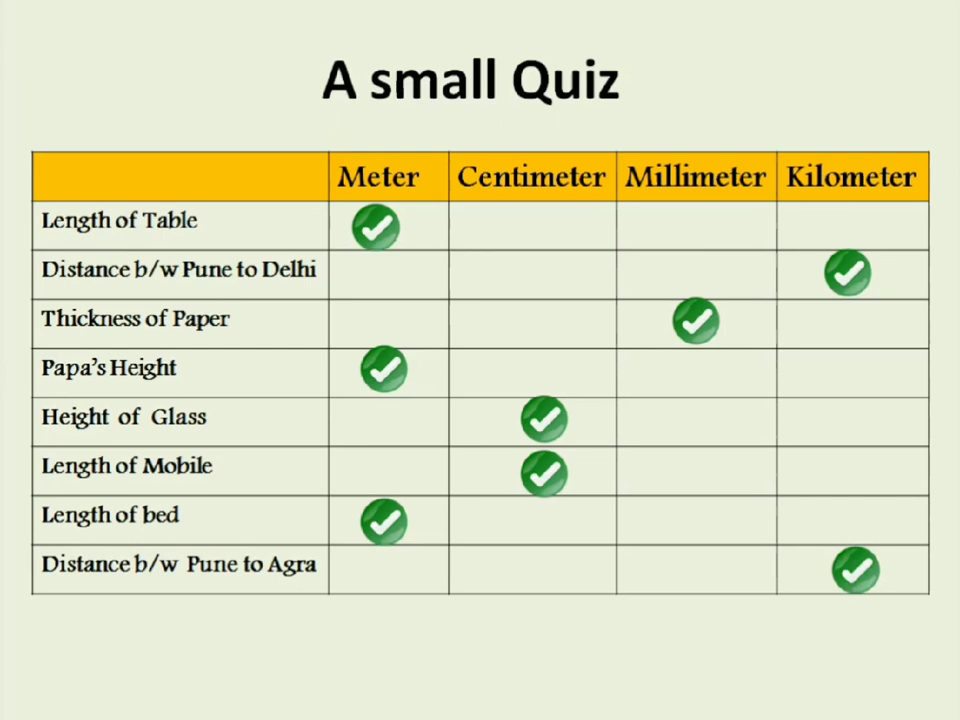 A small Quiz
Meter Centimeter Millimeter Kilometer
Length of Table
Distance b/w Pune to Delhi
Thickness of Paper
Papa's Height
Height of Glass
Length of Mobile
Length of bed
Distance b/w Pune to Agra